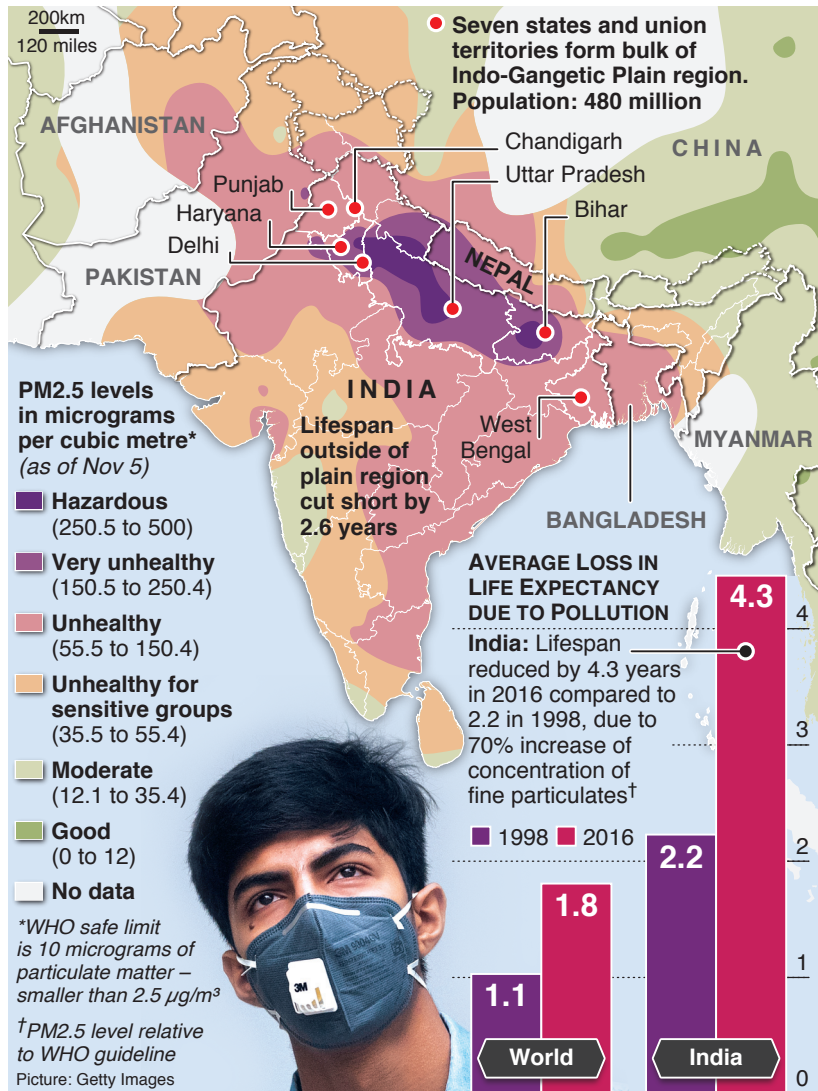 200km
120 miles
Seven states and union
territories form bulk of
Indo-Gangetic Plain region.
Population: 480 million
AFGHANISTAN
CHINA
Chandigarh
Punjab
Uttar Pradesh
Haryana
Bihar
Delhi
PAKISTAN
NEPAL
INDIA
Lifespan
outside of
plain region
cut short by
2.6 years
West
Bengal
MYANMAR
BANGLADESH
PM2.5 levels
in micrograms
per cubic metre*
(as of Nov 5)
Hazardous
(250.5 to 500)
Very unhealthy
(150.5 to 250.4)
Unhealthy
(55.5 to 150.4)
Unhealthy for
sensitive groups
(35.5 to 55.4)
Moderate
(12.1 to 35.4)
Good
(0 to 12)
No data
*WHO safe limit
is 10 micrograms of
particulate matter –
smaller than 2.5 µg/m³
†PM2.5 level relative
to WHO guideline
Picture: Getty Images
3M
AVERAGE LOSS IN
LIFE EXPECTANCY
DUE TO POLLUTION
India: Lifespan
reduced by 4.3 years
in 2016 compared to
2.2 in 1998, due to
70% increase of
concentration of
fine particulates†
1998 2016
4.3
2.2
1.8
1.1
4
3
2
1
0
World
India